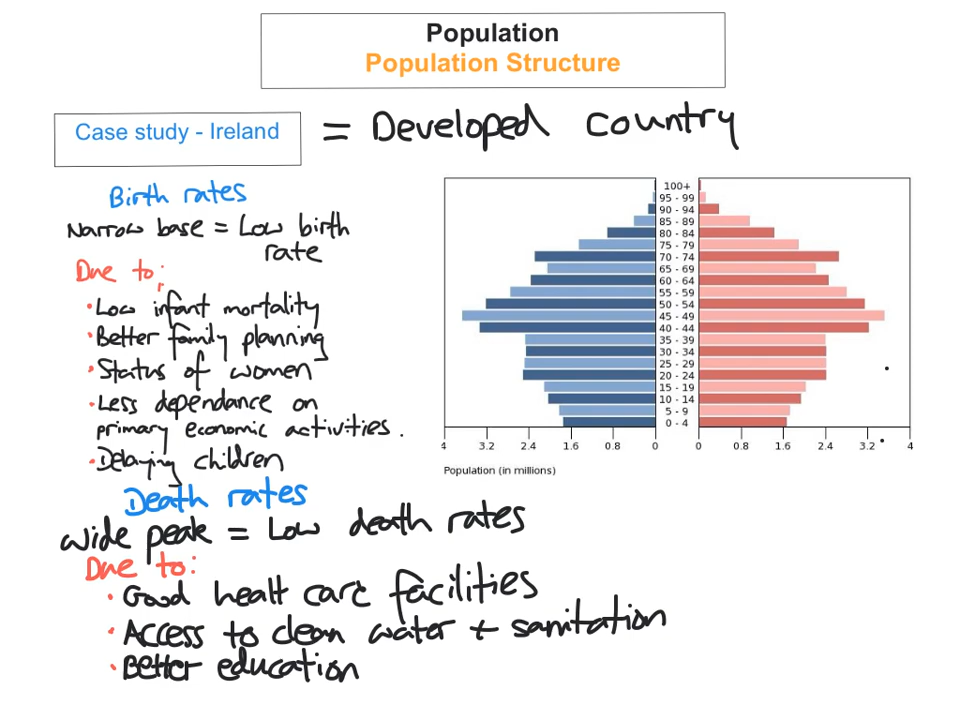 Population
Population Structure
Case study - Ireland
= Developed country
Birth rates
Narrow base = Low birth
rate
Due to:
• Low infant mortality
• Better family planning
• Status of women
• Less dependance on
primary economic activities.
• Delaying children
100+
95 - 99
90 - 94
85 - 89
80 - 84
75 - 79
70 - 74
65 - 69
60 - 64
55 - 59
50 - 54
45 - 49
40 - 44
35 - 39
30 - 34
25 - 29
20 - 24
15 - 19
10 - 14
5 - 9
0 - 4
4 3.2 2.4 1.6 0.8 0 0 0.8 1.6 2.4 3.2 4
Population (in millions)
Death rates
Wide peak = Low death rates
Due to:
• Good healt care facilities
• Access to clean water + sanitation
• Better education